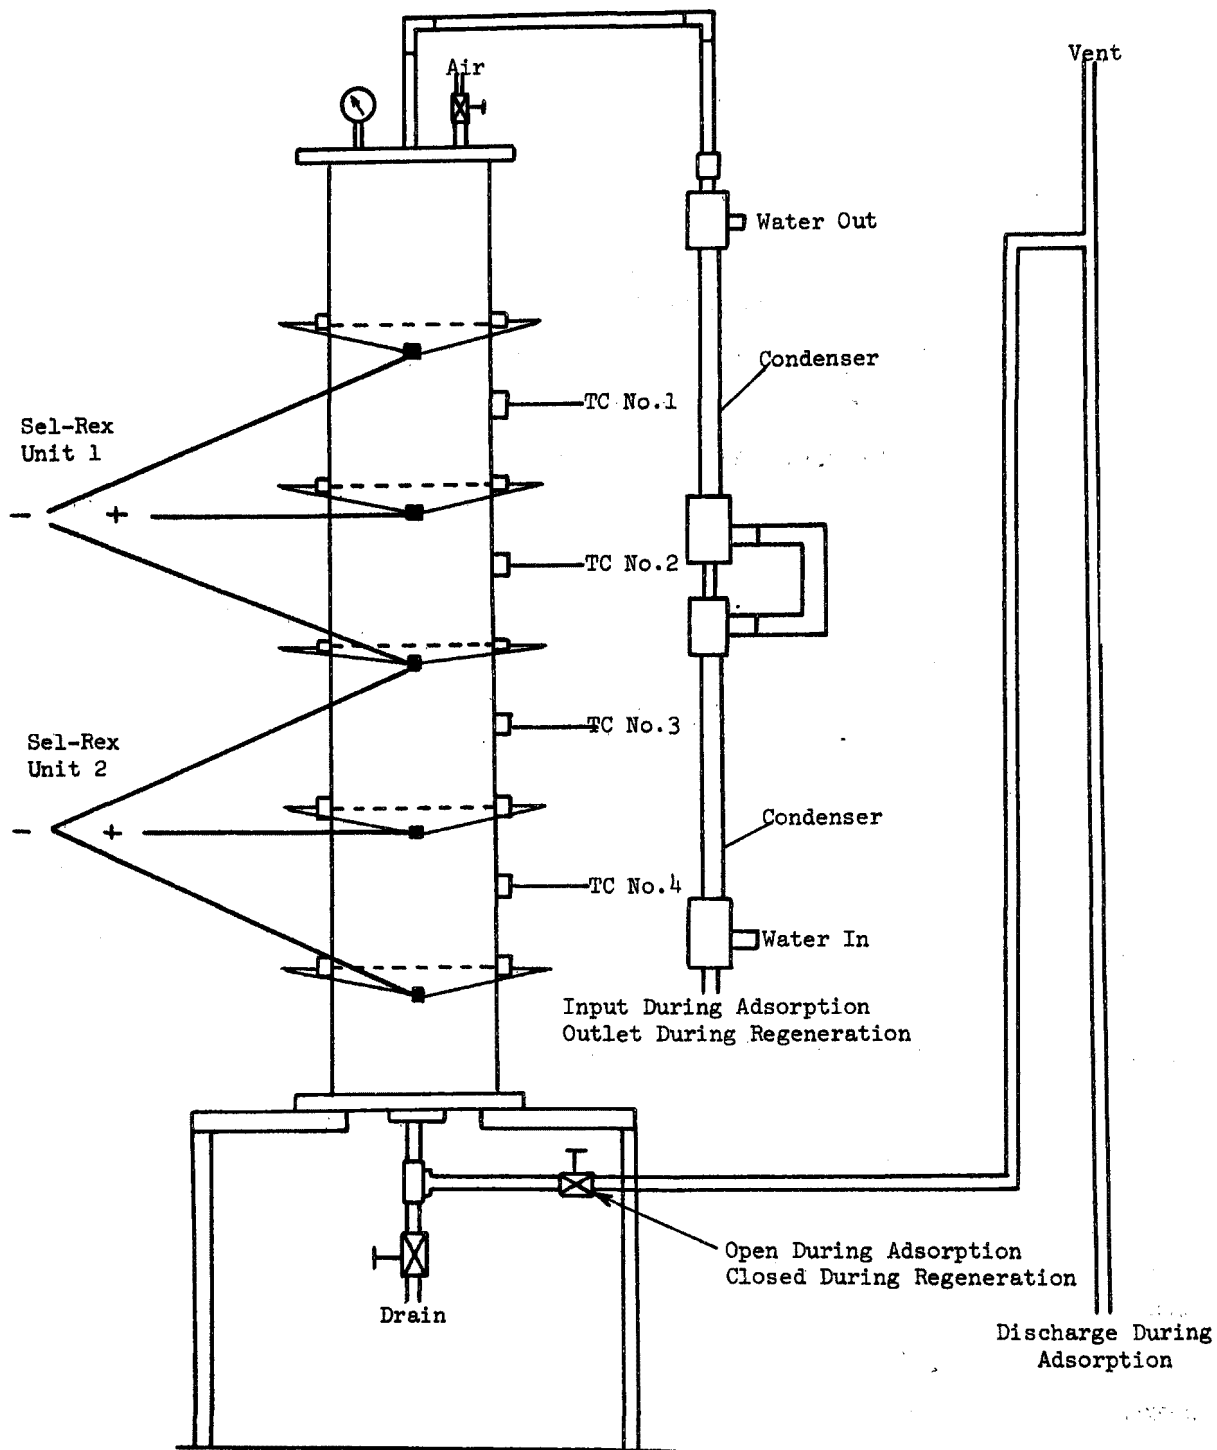 Vent
Air
Water Out
Condenser
TC No.1
Sel-Rex
Unit 1
- +
TC No.2
TC No.3
Sel-Rex
Unit 2
- +
Condenser
TC No.4
Water In
Input During Adsorption
Outlet During Regeneration
Open During Adsorption
Closed During Regeneration
Drain
Discharge During
Adsorption